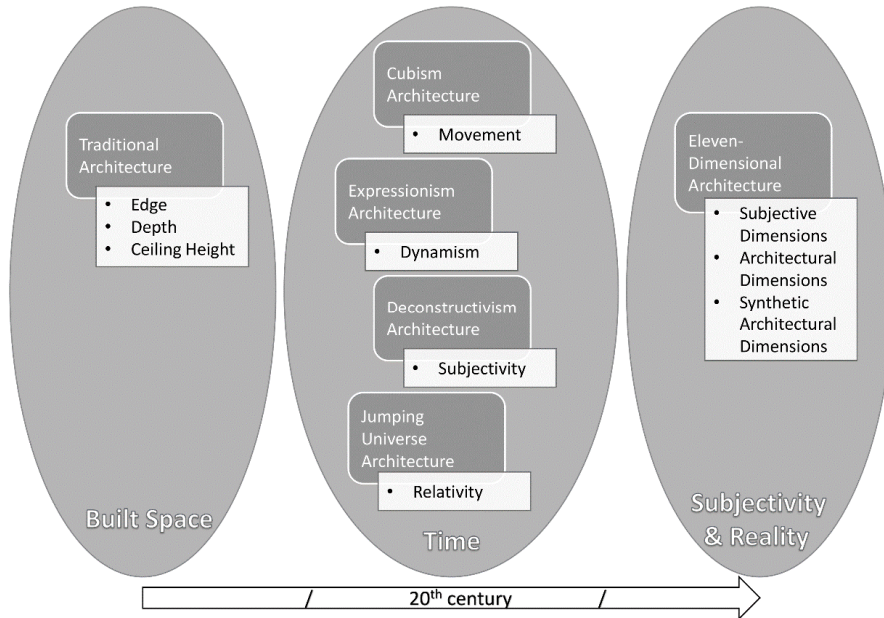 Traditional
Architecture
• Edge
• Depth
• Ceiling Height
Built Space
Cubism
Architecture
• Movement
Expressionism
Architecture
• Dynamism
Deconstructivism
Architecture
• Subjectivity
Jumping
Universe
Architecture
• Relativity
Time
Eleven-
Dimensional
Architecture
• Subjective
Dimensions
• Architectural
Dimensions
• Synthetic
Architectural
Dimensions
Subjectivity
& Reality
/ 20th century /